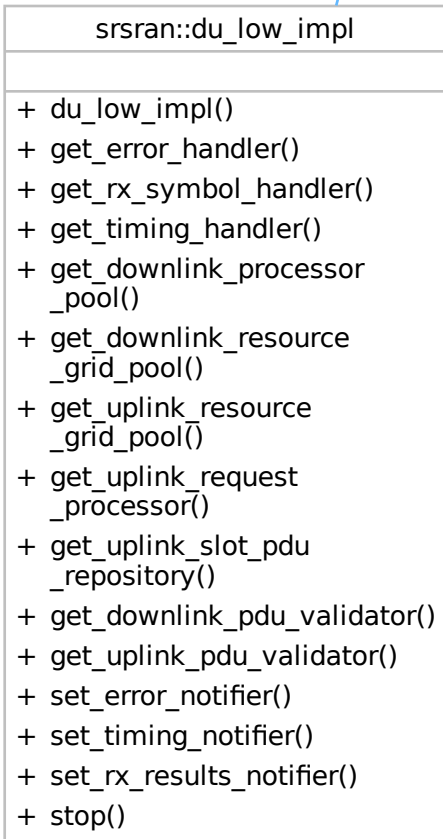 srsran::du_low_impl
+ du_low_impl()
+ get_error_handler()
+ get_rx_symbol_handler()
+ get_timing_handler()
+ get_downlink_processor
_pool()
+ get_downlink_resource
_grid_pool()
+ get_uplink_resource
_grid_pool()
+ get_uplink_request
_processor()
+ get_uplink_slot_pdu
_repository()
+ get_downlink_pdu_validator()
+ get_uplink_pdu_validator()
+ set_error_notifier()
+ set_timing_notifier()
+ set_rx_results_notifier()
+ stop()